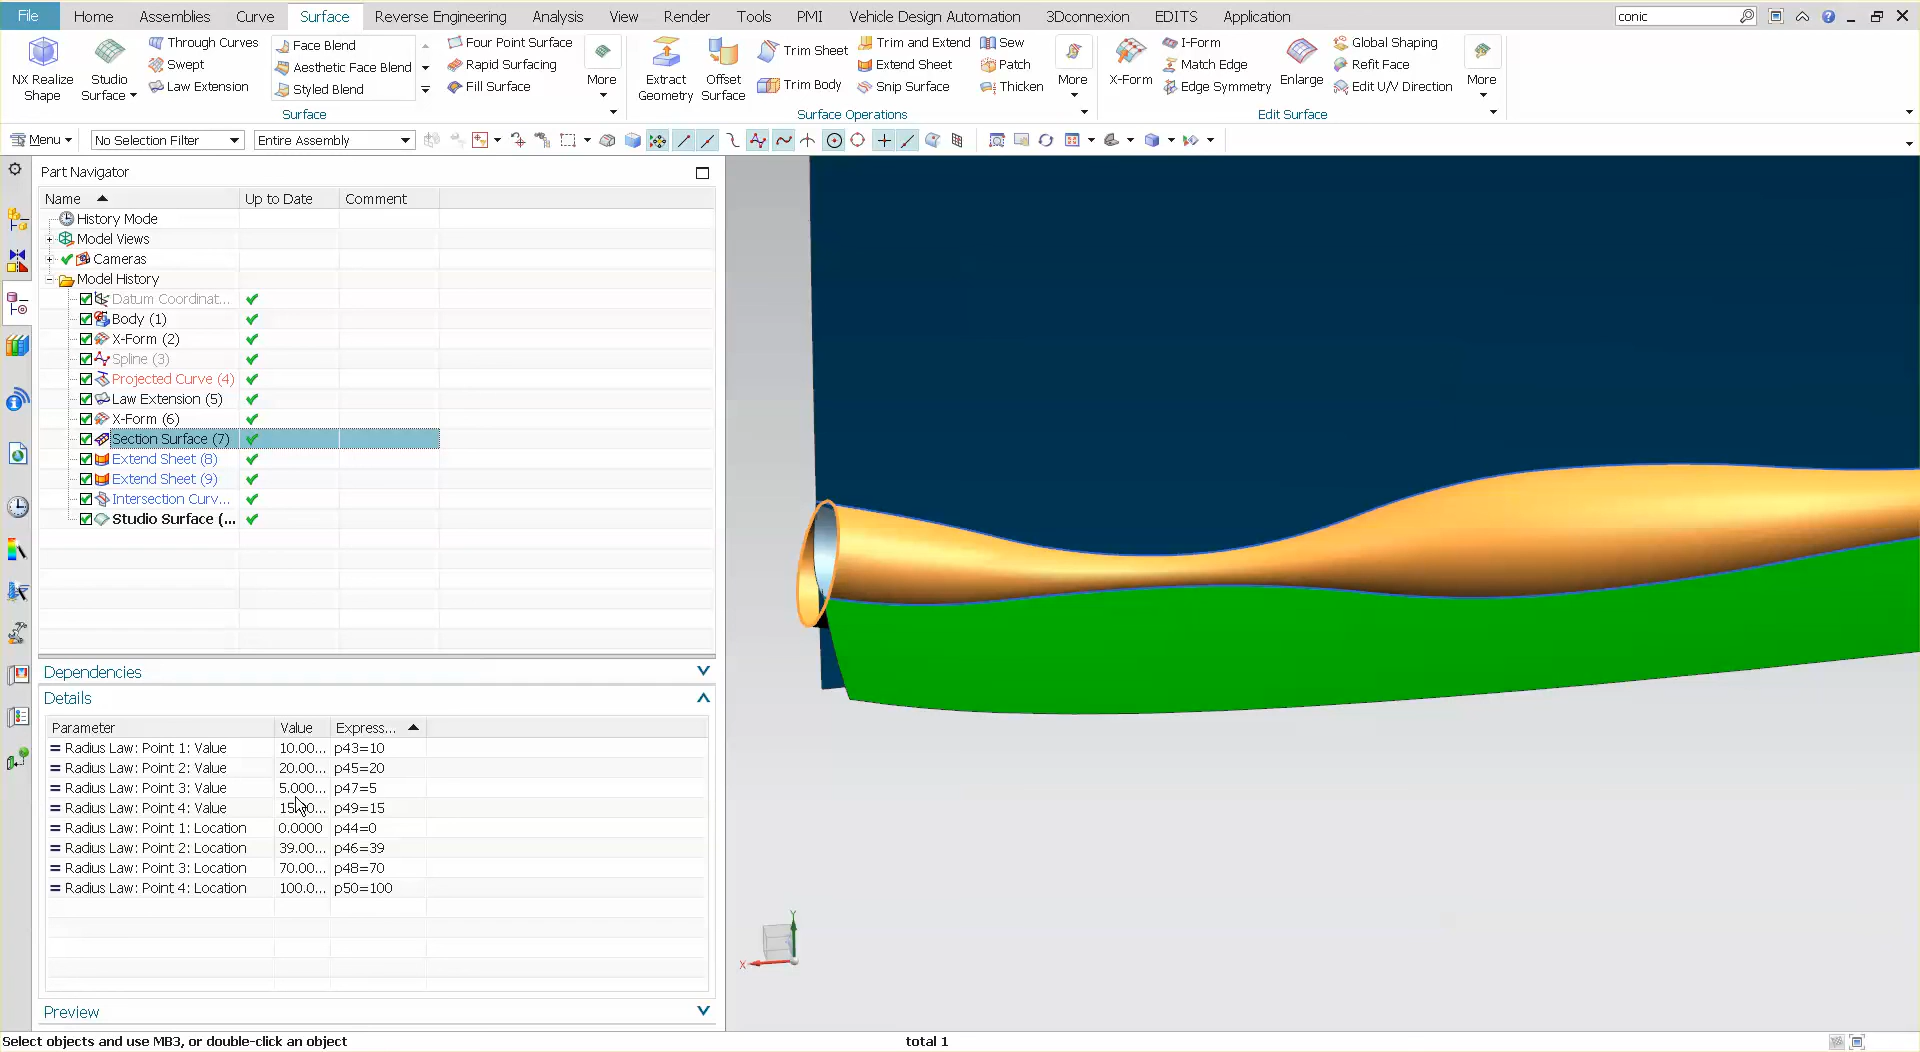 File Home Assemblies Curve Surface Reverse Engineering Analysis View Render Tools PMI Vehicle Design Automation 3Dconnexion EDITS Application conic
NX Realize Shape
Studio Surface
Through Curves
Swept
Law Extension
Face Blend
Aesthetic Face Blend
Styled Blend
Four Point Surface
Rapid Surfacing
Fill Surface
More
Surface
Extract Geometry
Offset Surface
Trim Sheet
Trim Body
Trim and Extend
Extend Sheet
Snip Surface
Sew
Patch
Thicken
More
Surface Operations
X-Form
I-Form
Match Edge
Edge Symmetry
Enlarge
Global Shaping
Refit Face
Edit U/V Direction
More
Edit Surface
Menu No Selection Filter Entire Assembly
Part Navigator
Name Up to Date Comment
History Mode
Model Views
Cameras
Model History
Datum Coordinat...
Body (1)
X-Form (2)
Spline (3)
Projected Curve (4)
Law Extension (5)
X-Form (6)
Section Surface (7)
Extend Sheet (8)
Extend Sheet (9)
Intersection Curv...
Studio Surface (...
Dependencies
Details
Parameter Value Express...
= Radius Law: Point 1: Value 10.00... p43=10
= Radius Law: Point 2: Value 20.00... p45=20
= Radius Law: Point 3: Value 5.000... p47=5
= Radius Law: Point 4: Value 15.00... p49=15
= Radius Law: Point 1: Location 0.0000 p44=0
= Radius Law: Point 2: Location 39.00... p46=39
= Radius Law: Point 3: Location 70.00... p48=70
= Radius Law: Point 4: Location 100.0... p50=100
Y
X
Preview
Select objects and use MB3, or double-click an object total 1